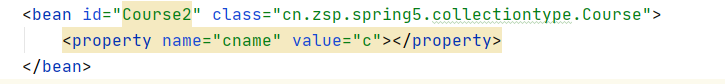 <bean id="Course2" class="cn.zsp.spring5.collectiontype.Course">
<property name="cname" value="c"></property>
</bean>